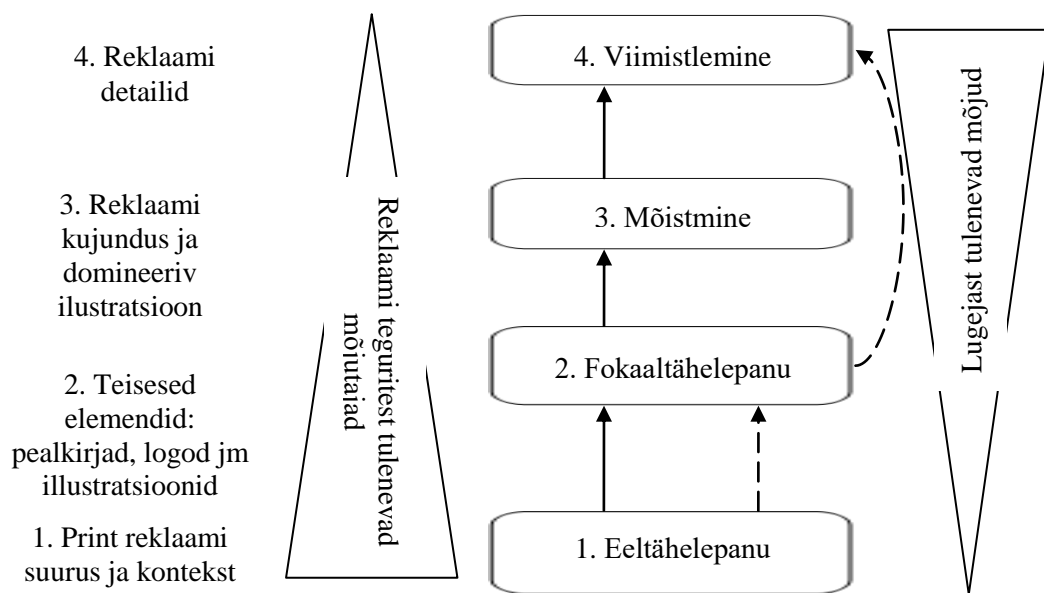 4. Reklaami
detailid
3. Reklaami
kujundus ja
domineeriv
ilustratsioon
2. Teisesed
elemendid:
pealkirjad, logod jm
illustratsioonid
1. Print reklaami
suurus ja kontekst
Reklaami teguritest tulenevad
mõjutajad
4. Viimistlemine
3. Mõistmine
2. Fokaaltähelepanu
1. Eeltähelepanu
Lugejast tulenevad mõjud